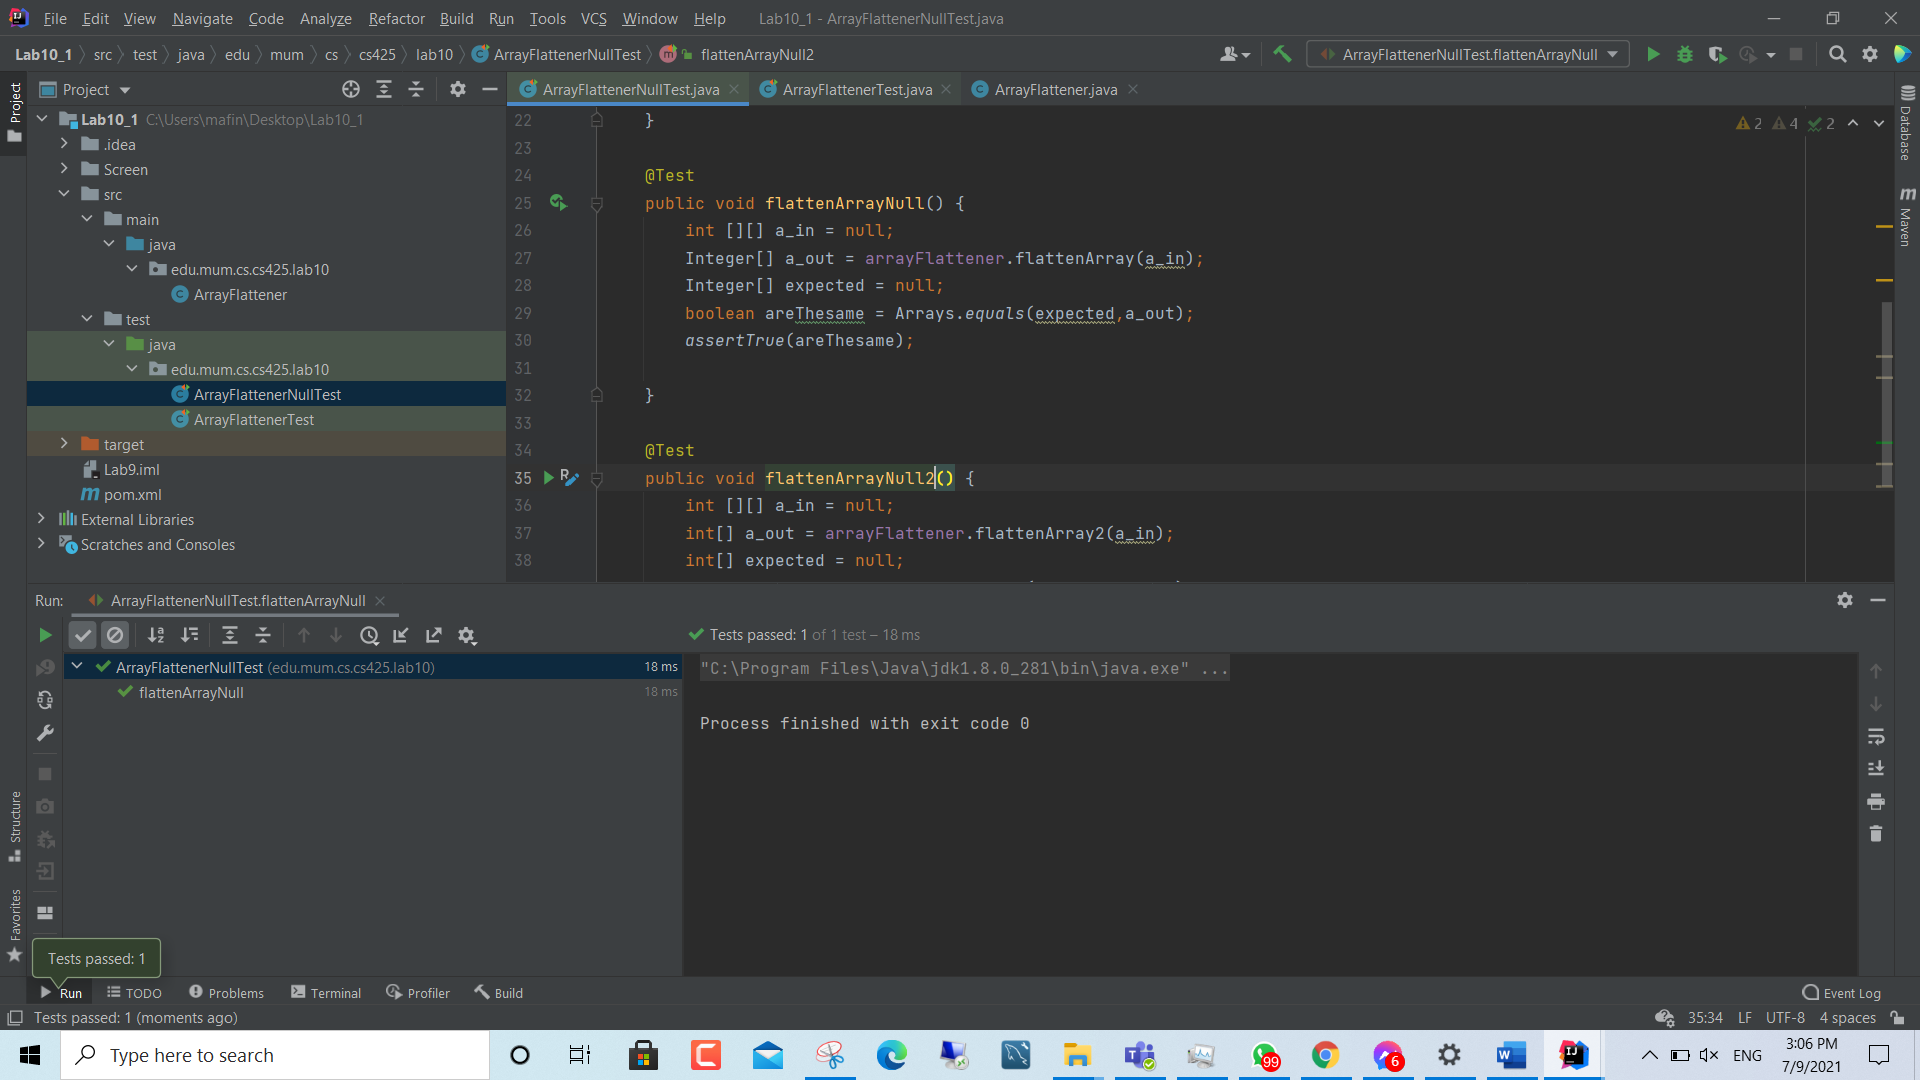 File Edit View Navigate Code Analyze Refactor Build Run Tools VCS Window Help Lab10_1 - ArrayFlattenerNullTest.java
Lab10_1 src test java edu mum cs cs425 lab10 ArrayFlattenerNullTest flattenArrayNull2 ArrayFlattenerNullTest.flattenArrayNull
Project
Project
ArrayFlattenerNullTest.java ArrayFlattenerTest.java ArrayFlattener.java
Database
Maven
Lab10_1 C:\Users\mafin\Desktop\Lab10_1
.idea
Screen
src
main
java
edu.mum.cs.cs425.lab10
ArrayFlattener
test
java
edu.mum.cs.cs425.lab10
ArrayFlattenerNullTest
ArrayFlattenerTest
target
Lab9.iml
pom.xml
External Libraries
Scratches and Consoles
2 4 2
22 }
23
24 @Test
25 public void flattenArrayNull() {
26 int [][] a_in = null;
27 Integer[] a_out = arrayFlattener.flattenArray(a_in);
28 Integer[] expected = null;
29 boolean areThesame = Arrays.equals(expected,a_out);
30 assertTrue(areThesame);
31
32 }
33
34 @Test
35 public void flattenArrayNull2() {
36 int [][] a_in = null;
37 int[] a_out = arrayFlattener.flattenArray2(a_in);
38 int[] expected = null;
Run: ArrayFlattenerNullTest.flattenArrayNull
Tests passed: 1 of 1 test – 18 ms
ArrayFlattenerNullTest (edu.mum.cs.cs425.lab10) 18 ms
flattenArrayNull 18 ms
"C:\Program Files\Java\jdk1.8.0_281\bin\java.exe" ...
Process finished with exit code 0
Structure
Favorites
Tests passed: 1
Run TODO Problems Terminal Profiler Build Event Log
Tests passed: 1 (moments ago) 35:34 LF UTF-8 4 spaces
Type here to search
99
6
ENG
3:06 PM
7/9/2021